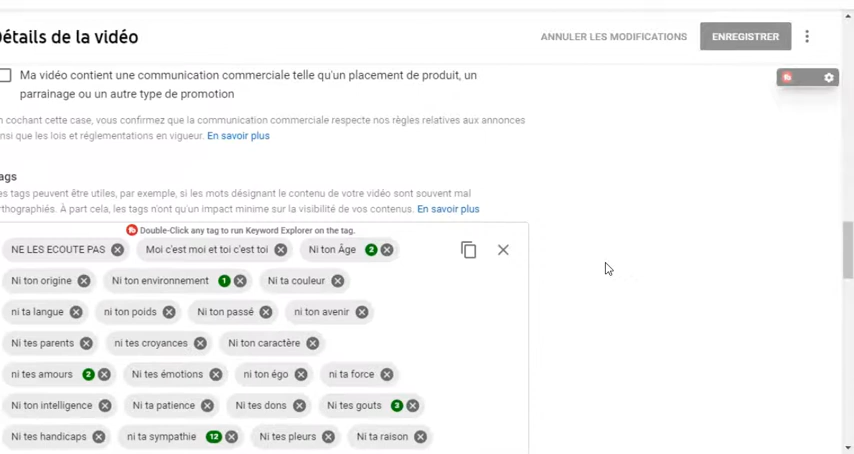 étails de la vidéo
ANNULER LES MODIFICATIONS ENREGISTRER
Ma vidéo contient une communication commerciale telle qu'un placement de produit, un
parrainage ou un autre type de promotion
n cochant cette case, vous confirmez que la communication commerciale respecte nos règles relatives aux annonces
insi que les lois et réglementations en vigueur. En savoir plus
ags
es tags peuvent être utiles, par exemple, si les mots désignant le contenu de votre vidéo sont souvent mal
rthographiés. À part cela, les tags n'ont qu'un impact minime sur la visibilité de vos contenus. En savoir plus
Double-Click any tag to run Keyword Explorer on the tag.
NE LES ECOUTE PAS Moi c'est moi et toi c'est toi Ni ton Âge 2
Ni ton origine Ni ton environnement 1 Ni ta couleur
ni ta langue ni ton poids Ni ton passé ni ton avenir
Ni tes parents ni tes croyances Ni ton caractère
ni tes amours 2 Ni tes émotions ni ton égo ni ta force
Ni ton intelligence Ni ta patience Ni tes dons Ni tes gouts 3
Ni tes handicaps ni ta sympathie 12 Ni tes pleurs Ni ta raison